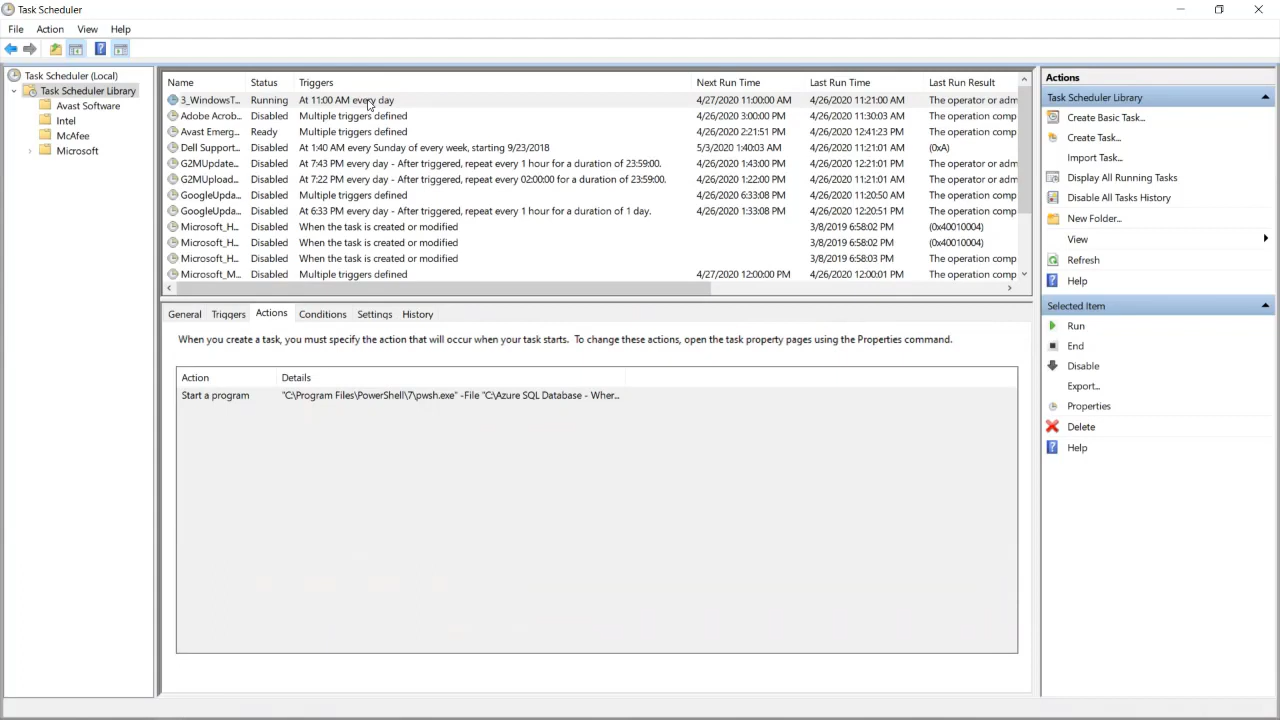 Task Scheduler
File Action View Help
Task Scheduler (Local)
Task Scheduler Library
Avast Software
Intel
McAfee
Microsoft
Name Status Triggers Next Run Time Last Run Time Last Run Result
3_WindowsT... Running At 11:00 AM every day 4/27/2020 11:00:00 AM 4/26/2020 11:21:00 AM The operator or adm
Adobe Acrob... Disabled Multiple triggers defined 4/26/2020 3:00:00 PM 4/26/2020 11:30:03 AM The operation comp
Avast Emerg... Ready Multiple triggers defined 4/26/2020 2:21:51 PM 4/26/2020 12:41:23 PM The operation comp
Dell Support... Disabled At 1:40 AM every Sunday of every week, starting 9/23/2018 5/3/2020 1:40:03 AM 4/26/2020 11:21:01 AM (0xA)
G2MUpdate... Disabled At 7:43 PM every day - After triggered, repeat every 1 hour for a duration of 23:59:00. 4/26/2020 1:43:00 PM 4/26/2020 12:21:01 PM The operator or adm
G2MUpload... Disabled At 7:22 PM every day - After triggered, repeat every 02:00:00 for a duration of 23:59:00. 4/26/2020 1:22:00 PM 4/26/2020 11:21:01 AM The operation comp
GoogleUpda... Disabled Multiple triggers defined 4/26/2020 6:33:08 PM 4/26/2020 11:20:50 AM The operation comp
GoogleUpda... Disabled At 6:33 PM every day - After triggered, repeat every 1 hour for a duration of 1 day. 4/26/2020 1:33:08 PM 4/26/2020 12:20:51 PM The operation comp
Microsoft_H... Disabled When the task is created or modified 3/8/2019 6:58:02 PM (0x40010004)
Microsoft_H... Disabled When the task is created or modified 3/8/2019 6:58:02 PM (0x40010004)
Microsoft_H... Disabled When the task is created or modified 3/8/2019 6:58:03 PM The operation comp
Microsoft_M... Disabled Multiple triggers defined 4/27/2020 12:00:00 PM 4/26/2020 12:00:01 PM The operation comp
General Triggers Actions Conditions Settings History
When you create a task, you must specify the action that will occur when your task starts. To change these actions, open the task property pages using the Properties command.
Action Details
Start a program "C:\Program Files\PowerShell\7\pwsh.exe" -File "C:\Azure SQL Database - Wher...
Actions
Task Scheduler Library
Create Basic Task...
Create Task...
Import Task...
Display All Running Tasks
Disable All Tasks History
New Folder...
View
Refresh
Help
Selected Item
Run
End
Disable
Export...
Properties
Delete
Help